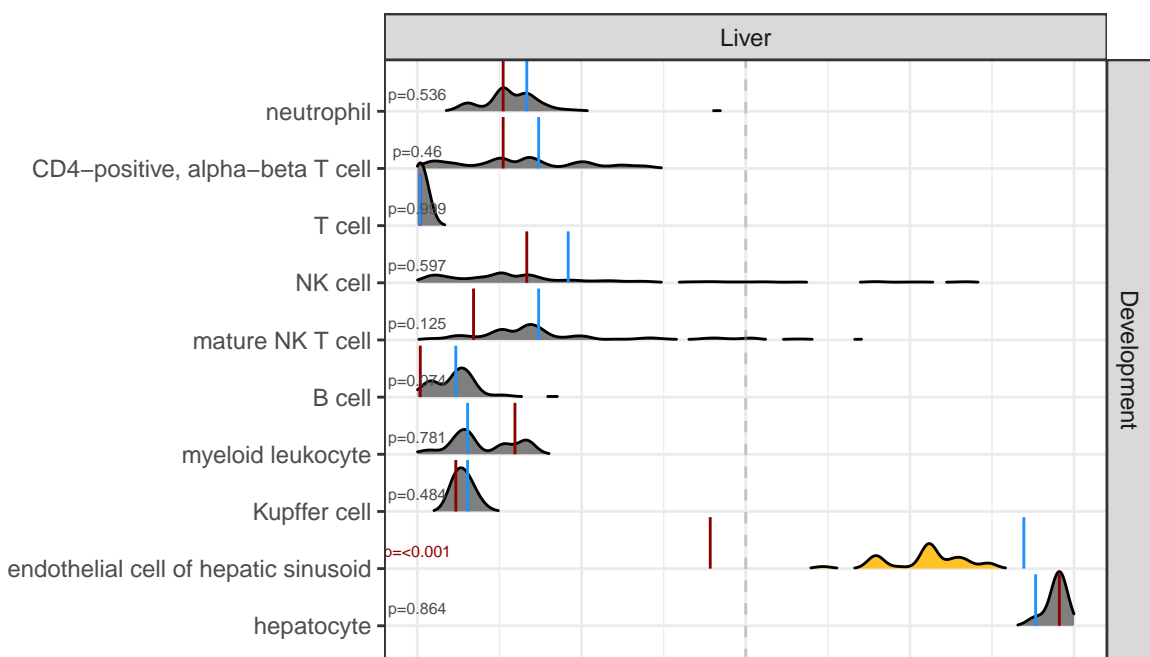 Liver
p=0.536
neutrophil
p=0.46
CD4−positive, alpha−beta T cell
p=0.999
T cell
p=0.597
NK cell
p=0.125
mature NK T cell
p=0.074
B cell
p=0.781
myeloid leukocyte
p=0.484
Kupffer cell
p=<0.001
endothelial cell of hepatic sinusoid
p=0.864
hepatocyte
Development